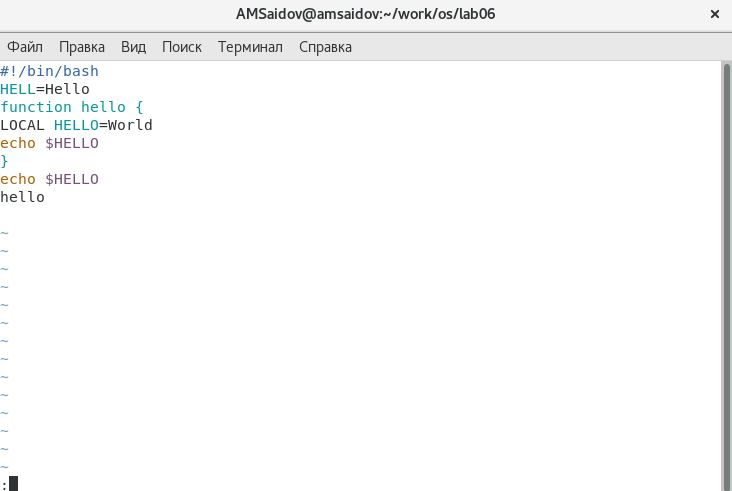 AMSaidov@amsaidov:~/work/os/lab06 ×
Файл Правка Вид Поиск Терминал Справка
#!/bin/bash
HELL=Hello
function hello {
LOCAL HELLO=World
echo $HELLO
}
echo $HELLO
hello
~
~
~
~
~
~
~
~
~
~
~
~
~
~
: